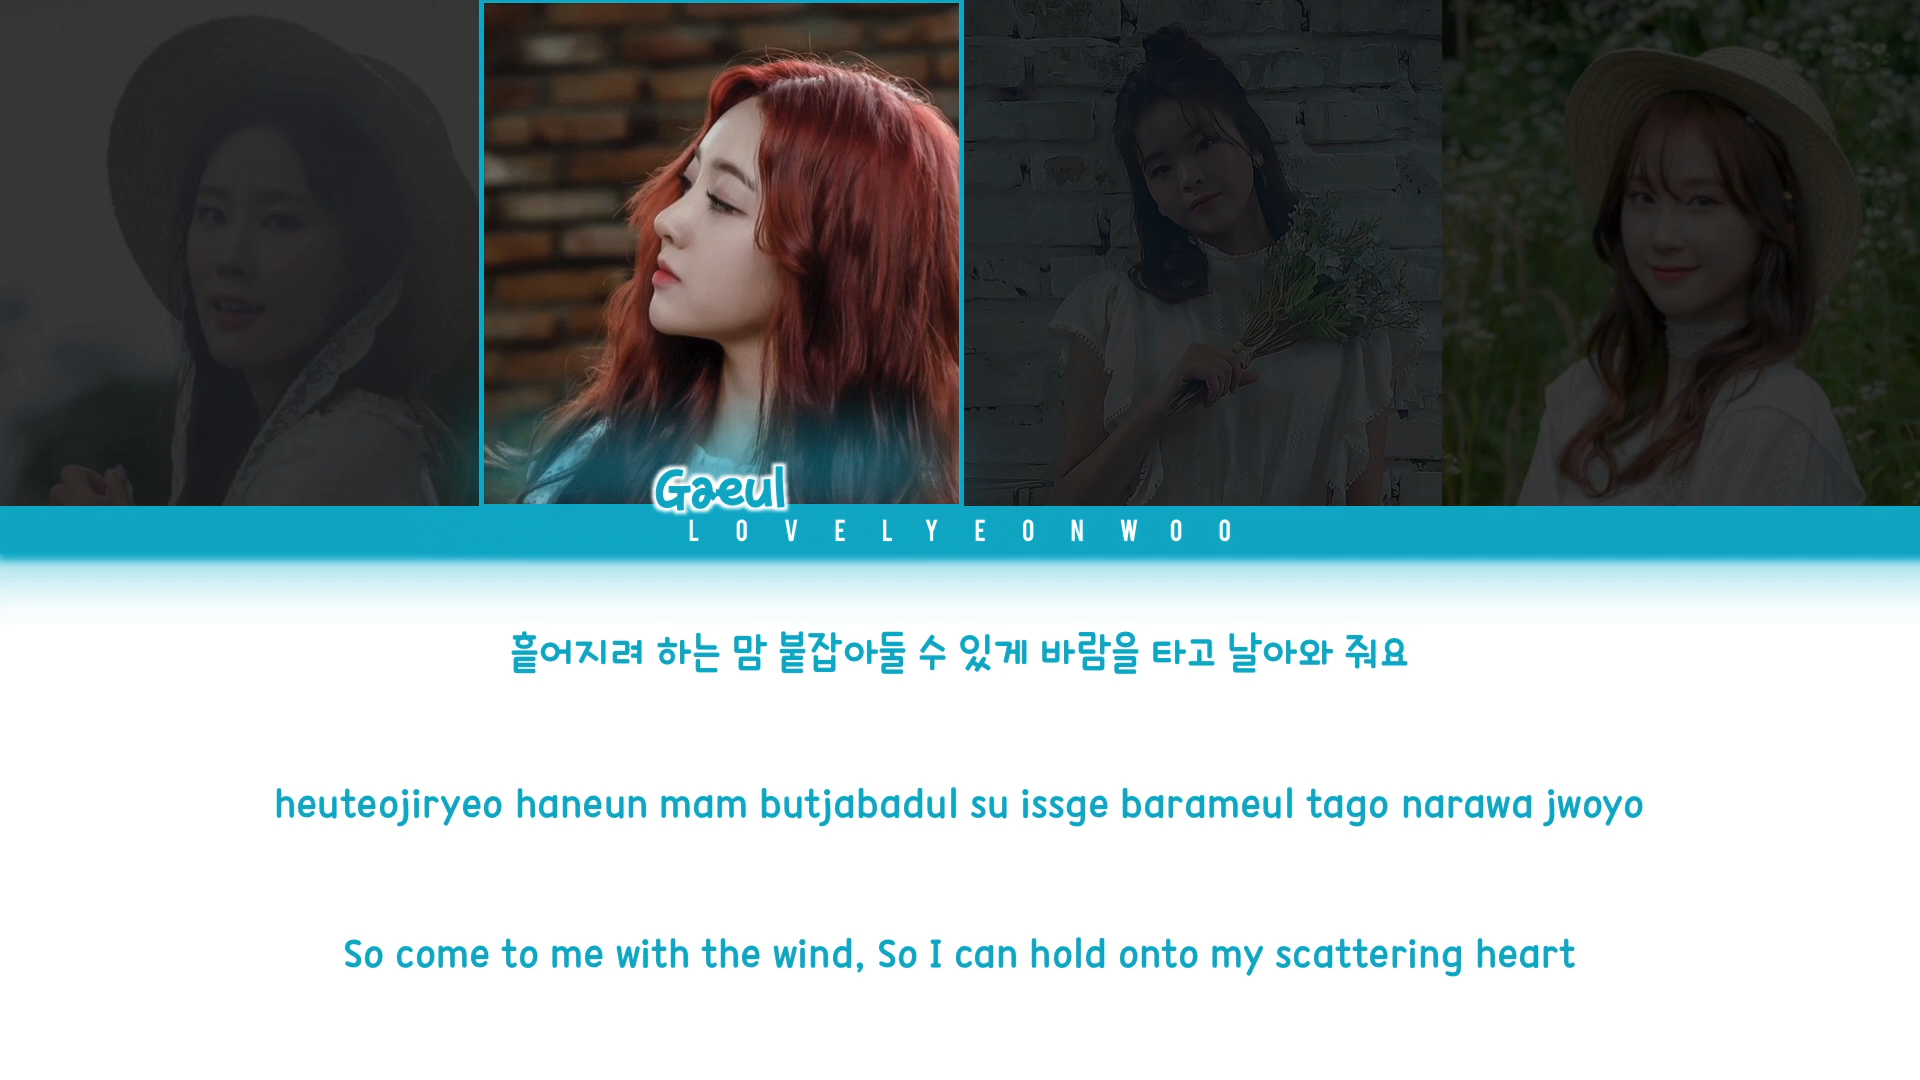 Gaeul
LOVELYEONWOO
흩어지려 하는 맘 붙잡아둘 수 있게 바람을 타고 날아와 줘요
heuteojiryeo haneun mam butjabadul su issge barameul tago narawa jwoyo
So come to me with the wind, So I can hold onto my scattering heart